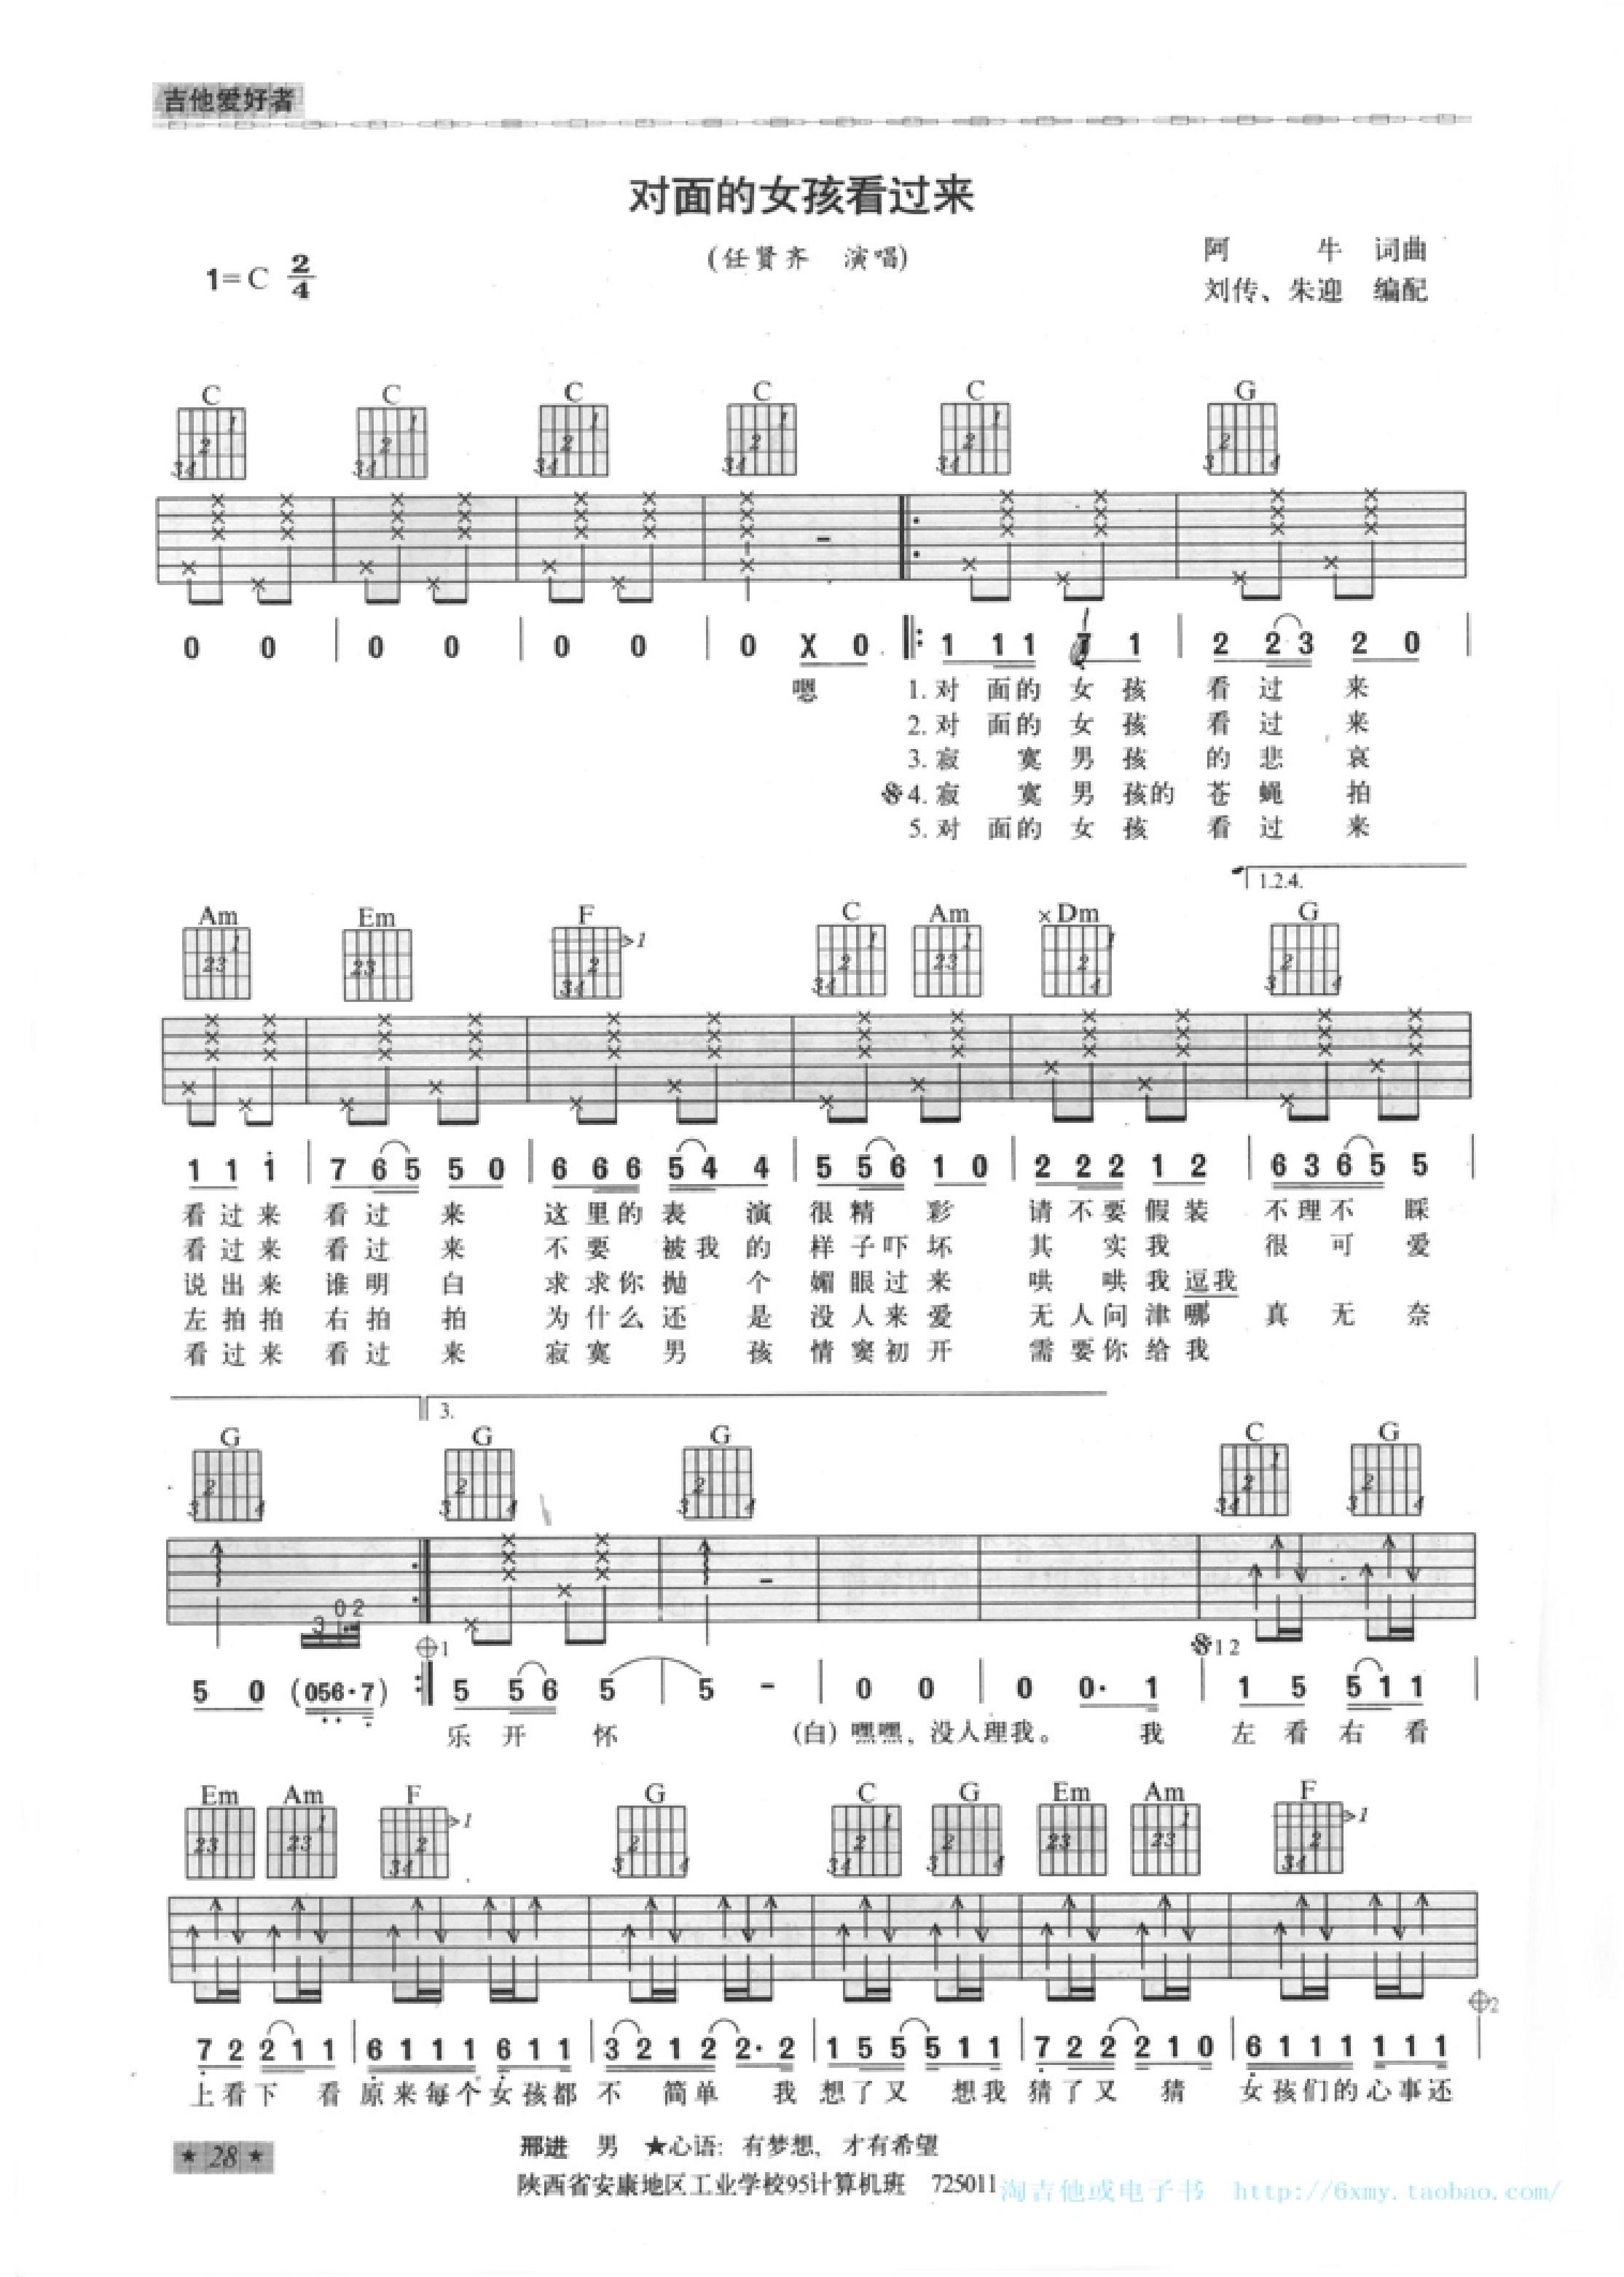 吉他爱好者
对面的女孩看过来
(任贤齐 演唱)
1=C 2/4
阿 牛 词曲
刘传、朱迎 编配
C C C C C G
0 0 | 0 0 | 0 0 | 0 X 0 |: 1 1 1 7 1 | 2 2 3 2 0 |
嗯 1.对 面的 女 孩 看 过 来
2.对 面的 女 孩 看 过 来
3.寂 寞 男 孩 的 悲 哀
4.寂 寞 男 孩的 苍 蝇 拍
5.对 面的 女 孩 看 过 来
1.2.4.
Am Em F C Am ×Dm G
1 1 i | 7 6 5 5 0 | 6 6 6 5 4 4 | 5 5 6 1 0 | 2 2 2 1 2 | 6 3 6 5 5 |
看 过 来 看 过 来 这 里 的 表 演 很 精 彩 请 不 要 假 装 不 理 不 睬
看 过 来 看 过 来 不 要 被 我 的 样 子 吓 坏 其 实 我 很 可 爱
说 出 来 谁 明 白 求 求 你 抛 个 媚 眼 过 来 哄 哄 我 逗我
左 拍 拍 右 拍 拍 为 什 么 还 是 没 人 来 爱 无 人 问 津 哪 真 无 奈
看 过 来 看 过 来 寂 寞 男 孩 情 窦 初 开 需 要 你 给 我
3.
G G G C G
3 0 2
5 0 (056·7) :| 5 5 6 5 | 5 - | 0 0 | 0 0· 1 | 1 5 5 1 1 |
乐 开 怀 (白) 嘿嘿，没人理我。 我 左 看 右 看
Em Am F G C G Em Am F
7 2 2 1 1 | 6 1 1 1 6 1 1 | 3 2 1 2 2· 2 | 1 5 5 5 1 1 | 7 2 2 2 1 0 | 6 1 1 1 1 1 1 |
上 看 下 看 原 来 每 个 女 孩 都 不 简 单 我 想 了 又 想 我 猜 了 又 猜 女 孩 们 的 心 事 还
★ 28 ★
邢进 男 ★心语：有梦想，才有希望
陕西省安康地区工业学校95计算机班 725011
淘吉他或电子书 http://6xmy.taobao.com/